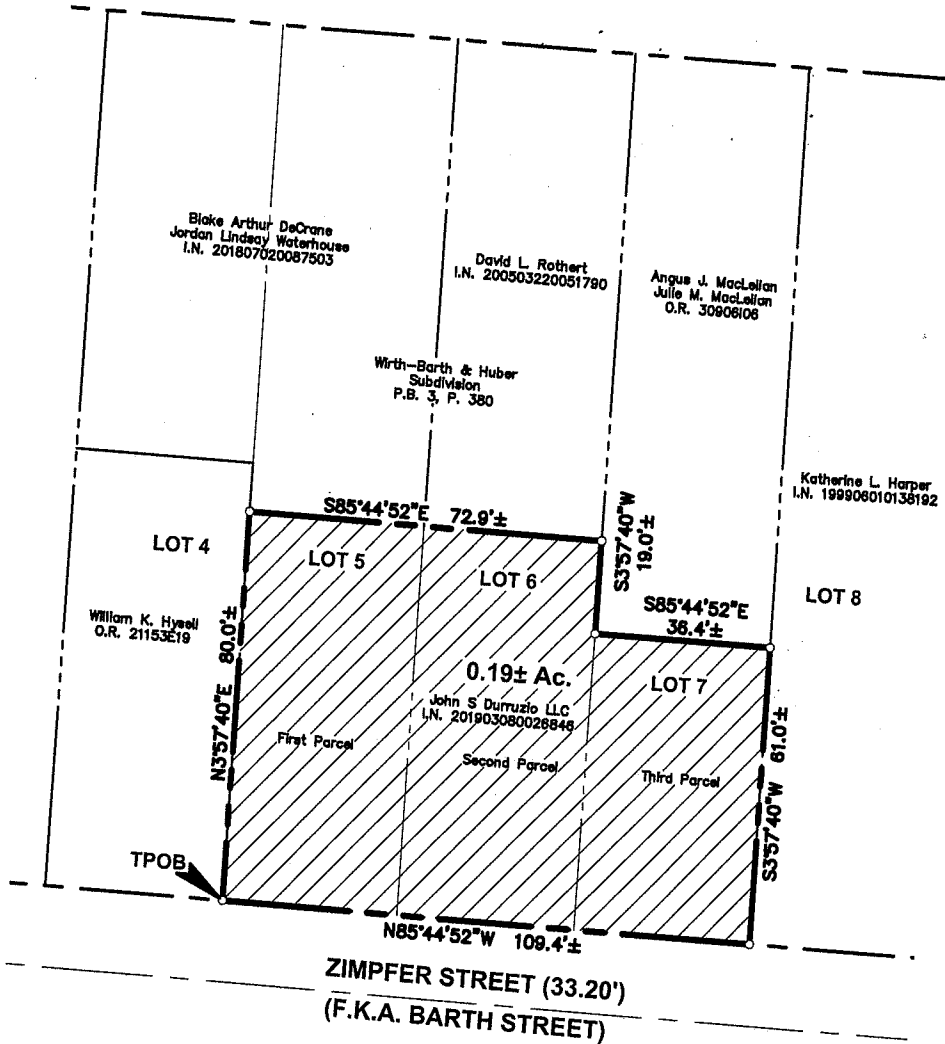 Blake Arthur DeCrane
Jordan Lindsay Waterhouse
I.N. 201807020087503
David L. Rothert
I.N. 200503220051790
Angus J. MacLellan
Julie M. MacLellan
O.R. 30906I06
Wirth-Barth & Huber
Subdivision
P.B. 3, P. 380
Katherine L. Harper
I.N. 199906010138192
S85°44'52"E 72.9'±
S3°57'40"W
19.0'±
LOT 4
LOT 5
LOT 6
S85°44'52"E
36.4'±
LOT 8
William K. Hysell
O.R. 21153E19
N3°57'40"E 80.0'±
0.19± Ac.
LOT 7
John S Durruzio LLC
I.N. 201903080026846
First Parcel
Second Parcel
Third Parcel
S3°57'40"W 61.0'±
TPOB
N85°44'52"W 109.4'±
ZIMPFER STREET (33.20')
(F.K.A. BARTH STREET)